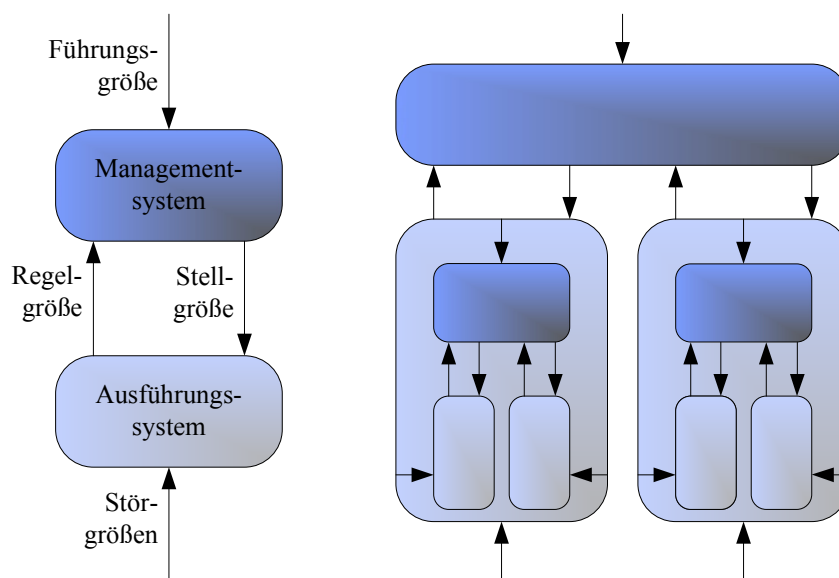 Führungs-
größe
Management-
system
Regel-
größe
Stell-
größe
Ausführungs-
system
Stör-
größen